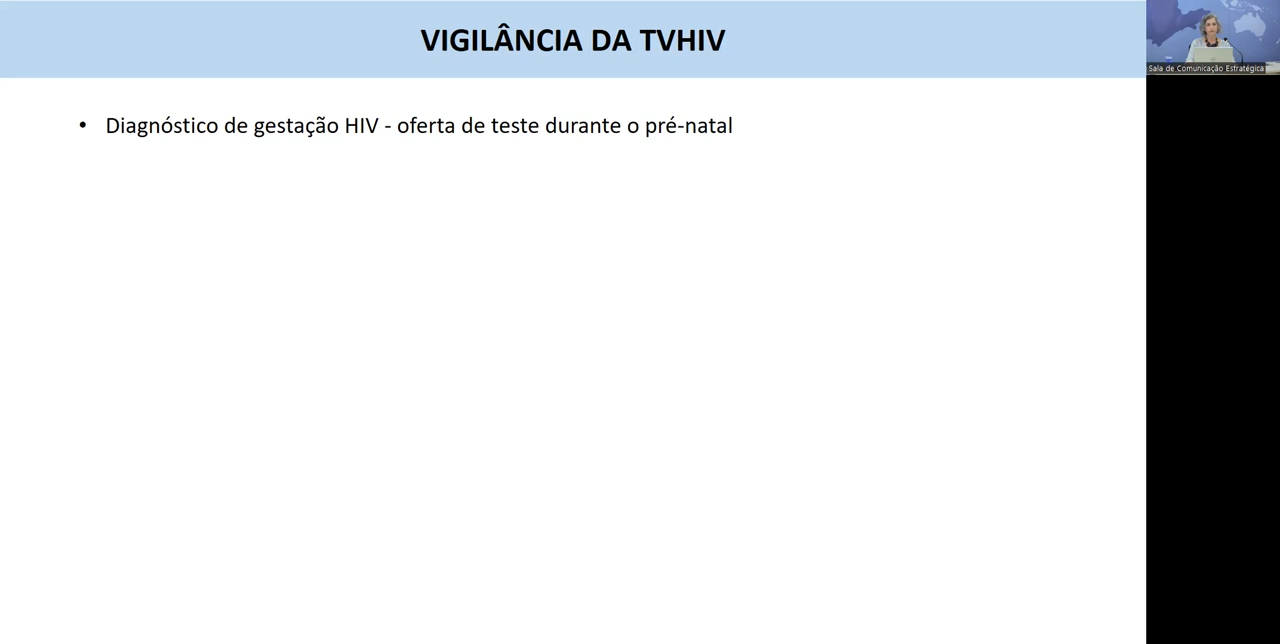 VIGILÂNCIA DA TVHIV
Sala de Comunicação Estratégica
• Diagnóstico de gestação HIV - oferta de teste durante o pré-natal